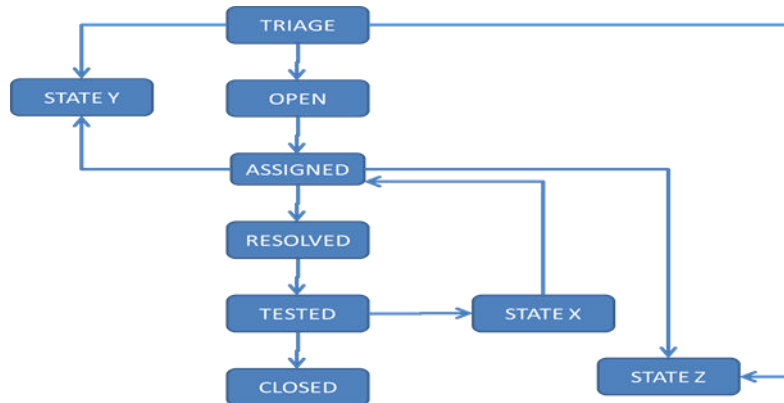 TRIAGE
STATE Y
OPEN
ASSIGNED
RESOLVED
TESTED
STATE X
CLOSED
STATE Z